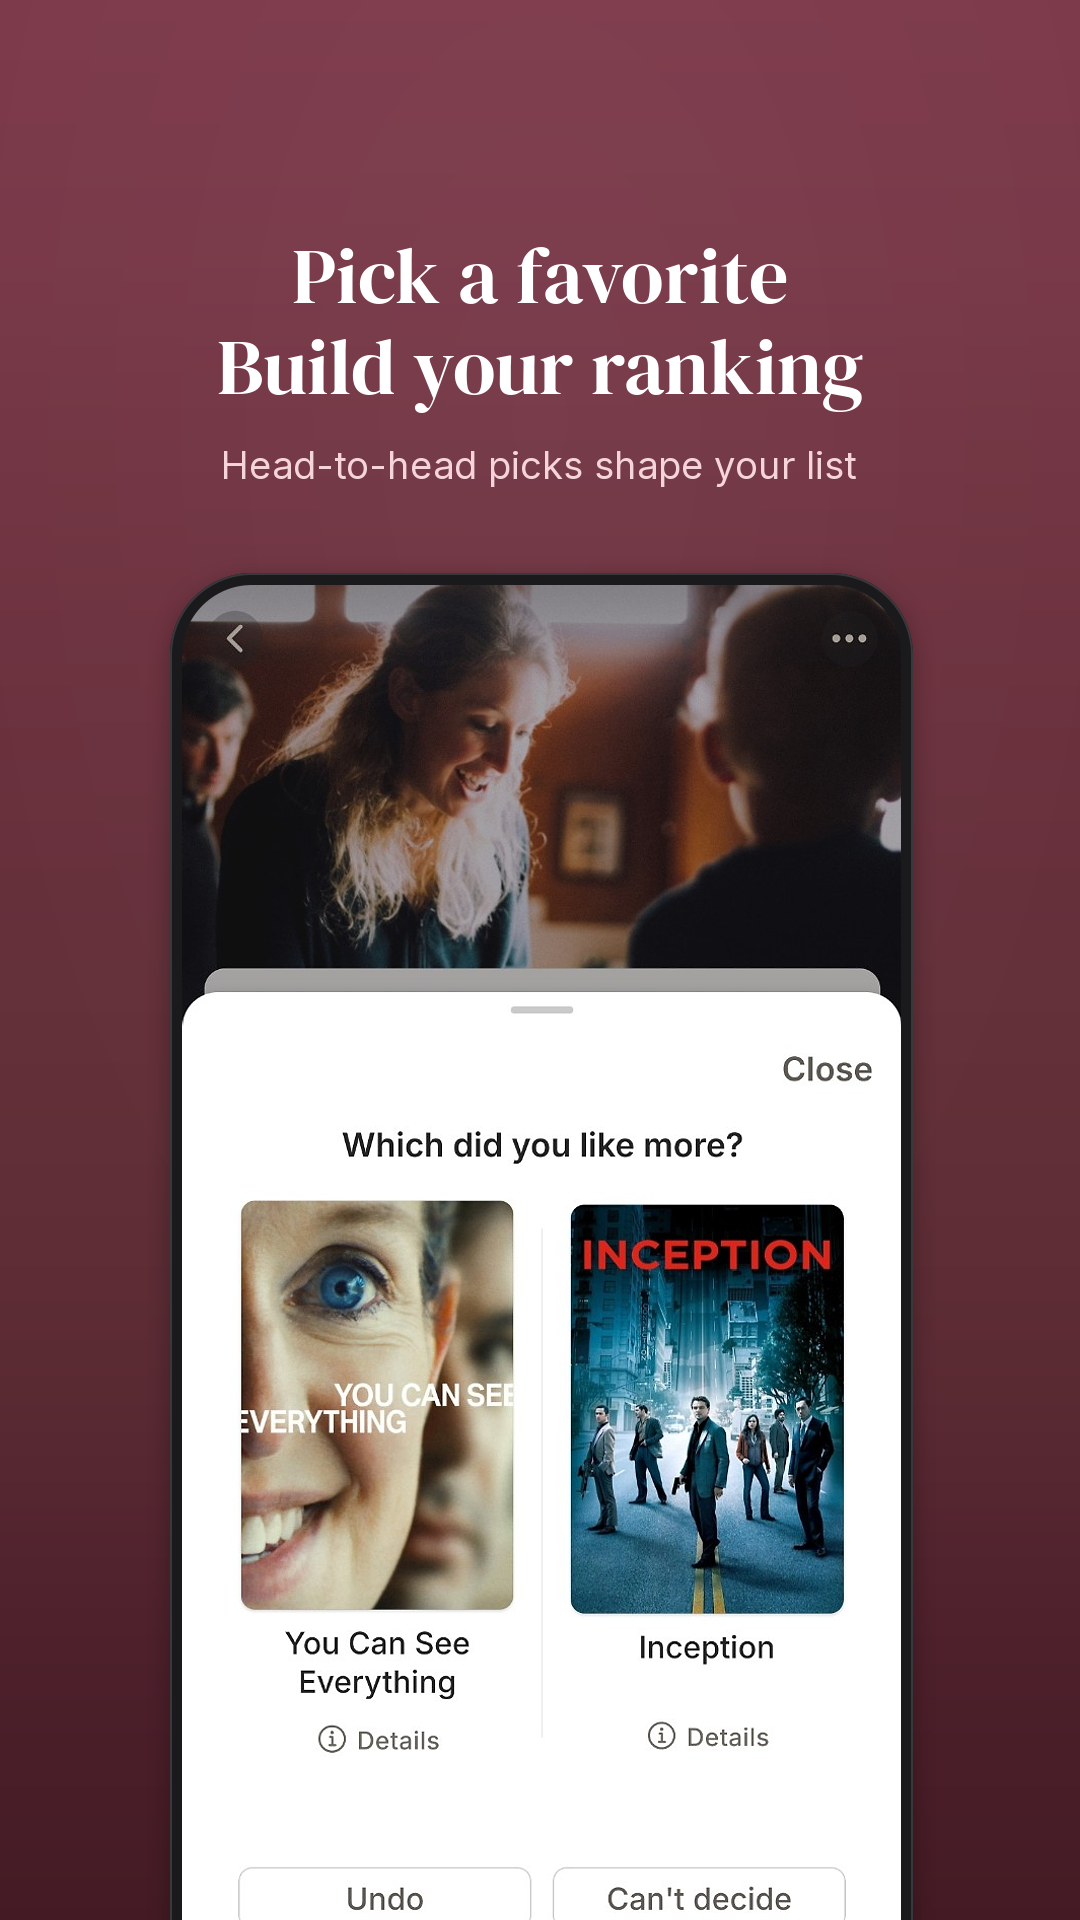 Pick a favorite
Build your ranking
Head-to-head picks shape your list
Close
Which did you like more?
YOU CAN SEE
EVERYTHING
INCEPTION
You Can See
Everything
Details
Inception
Details
Undo
Can't decide